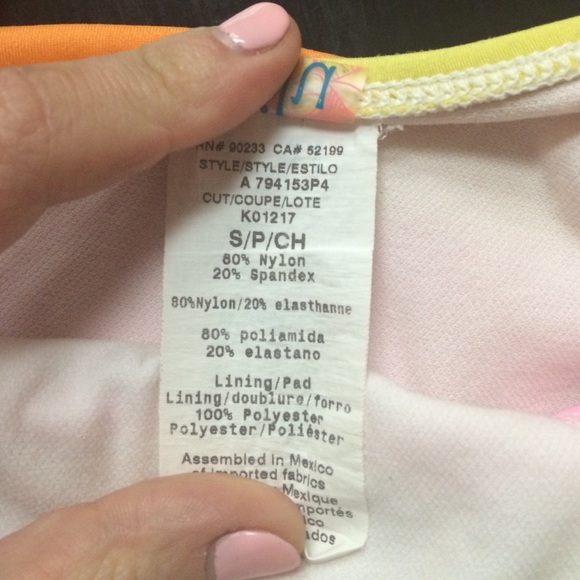 RN# 90233 CA# 52199
STYLE/STYLE/ESTILO
A 794153P4
CUT/COUPE/LOTE
K01217
S/P/CH
80% Nylon
20% Spandex
80%Nylon/20% elasthanne
80% poliamida
20% elastano
Lining/Pad
Lining/doublure/forro
100% Polyester
Polyester/Poliéster
Assembled in Mexico
of imported fabrics
Mexique